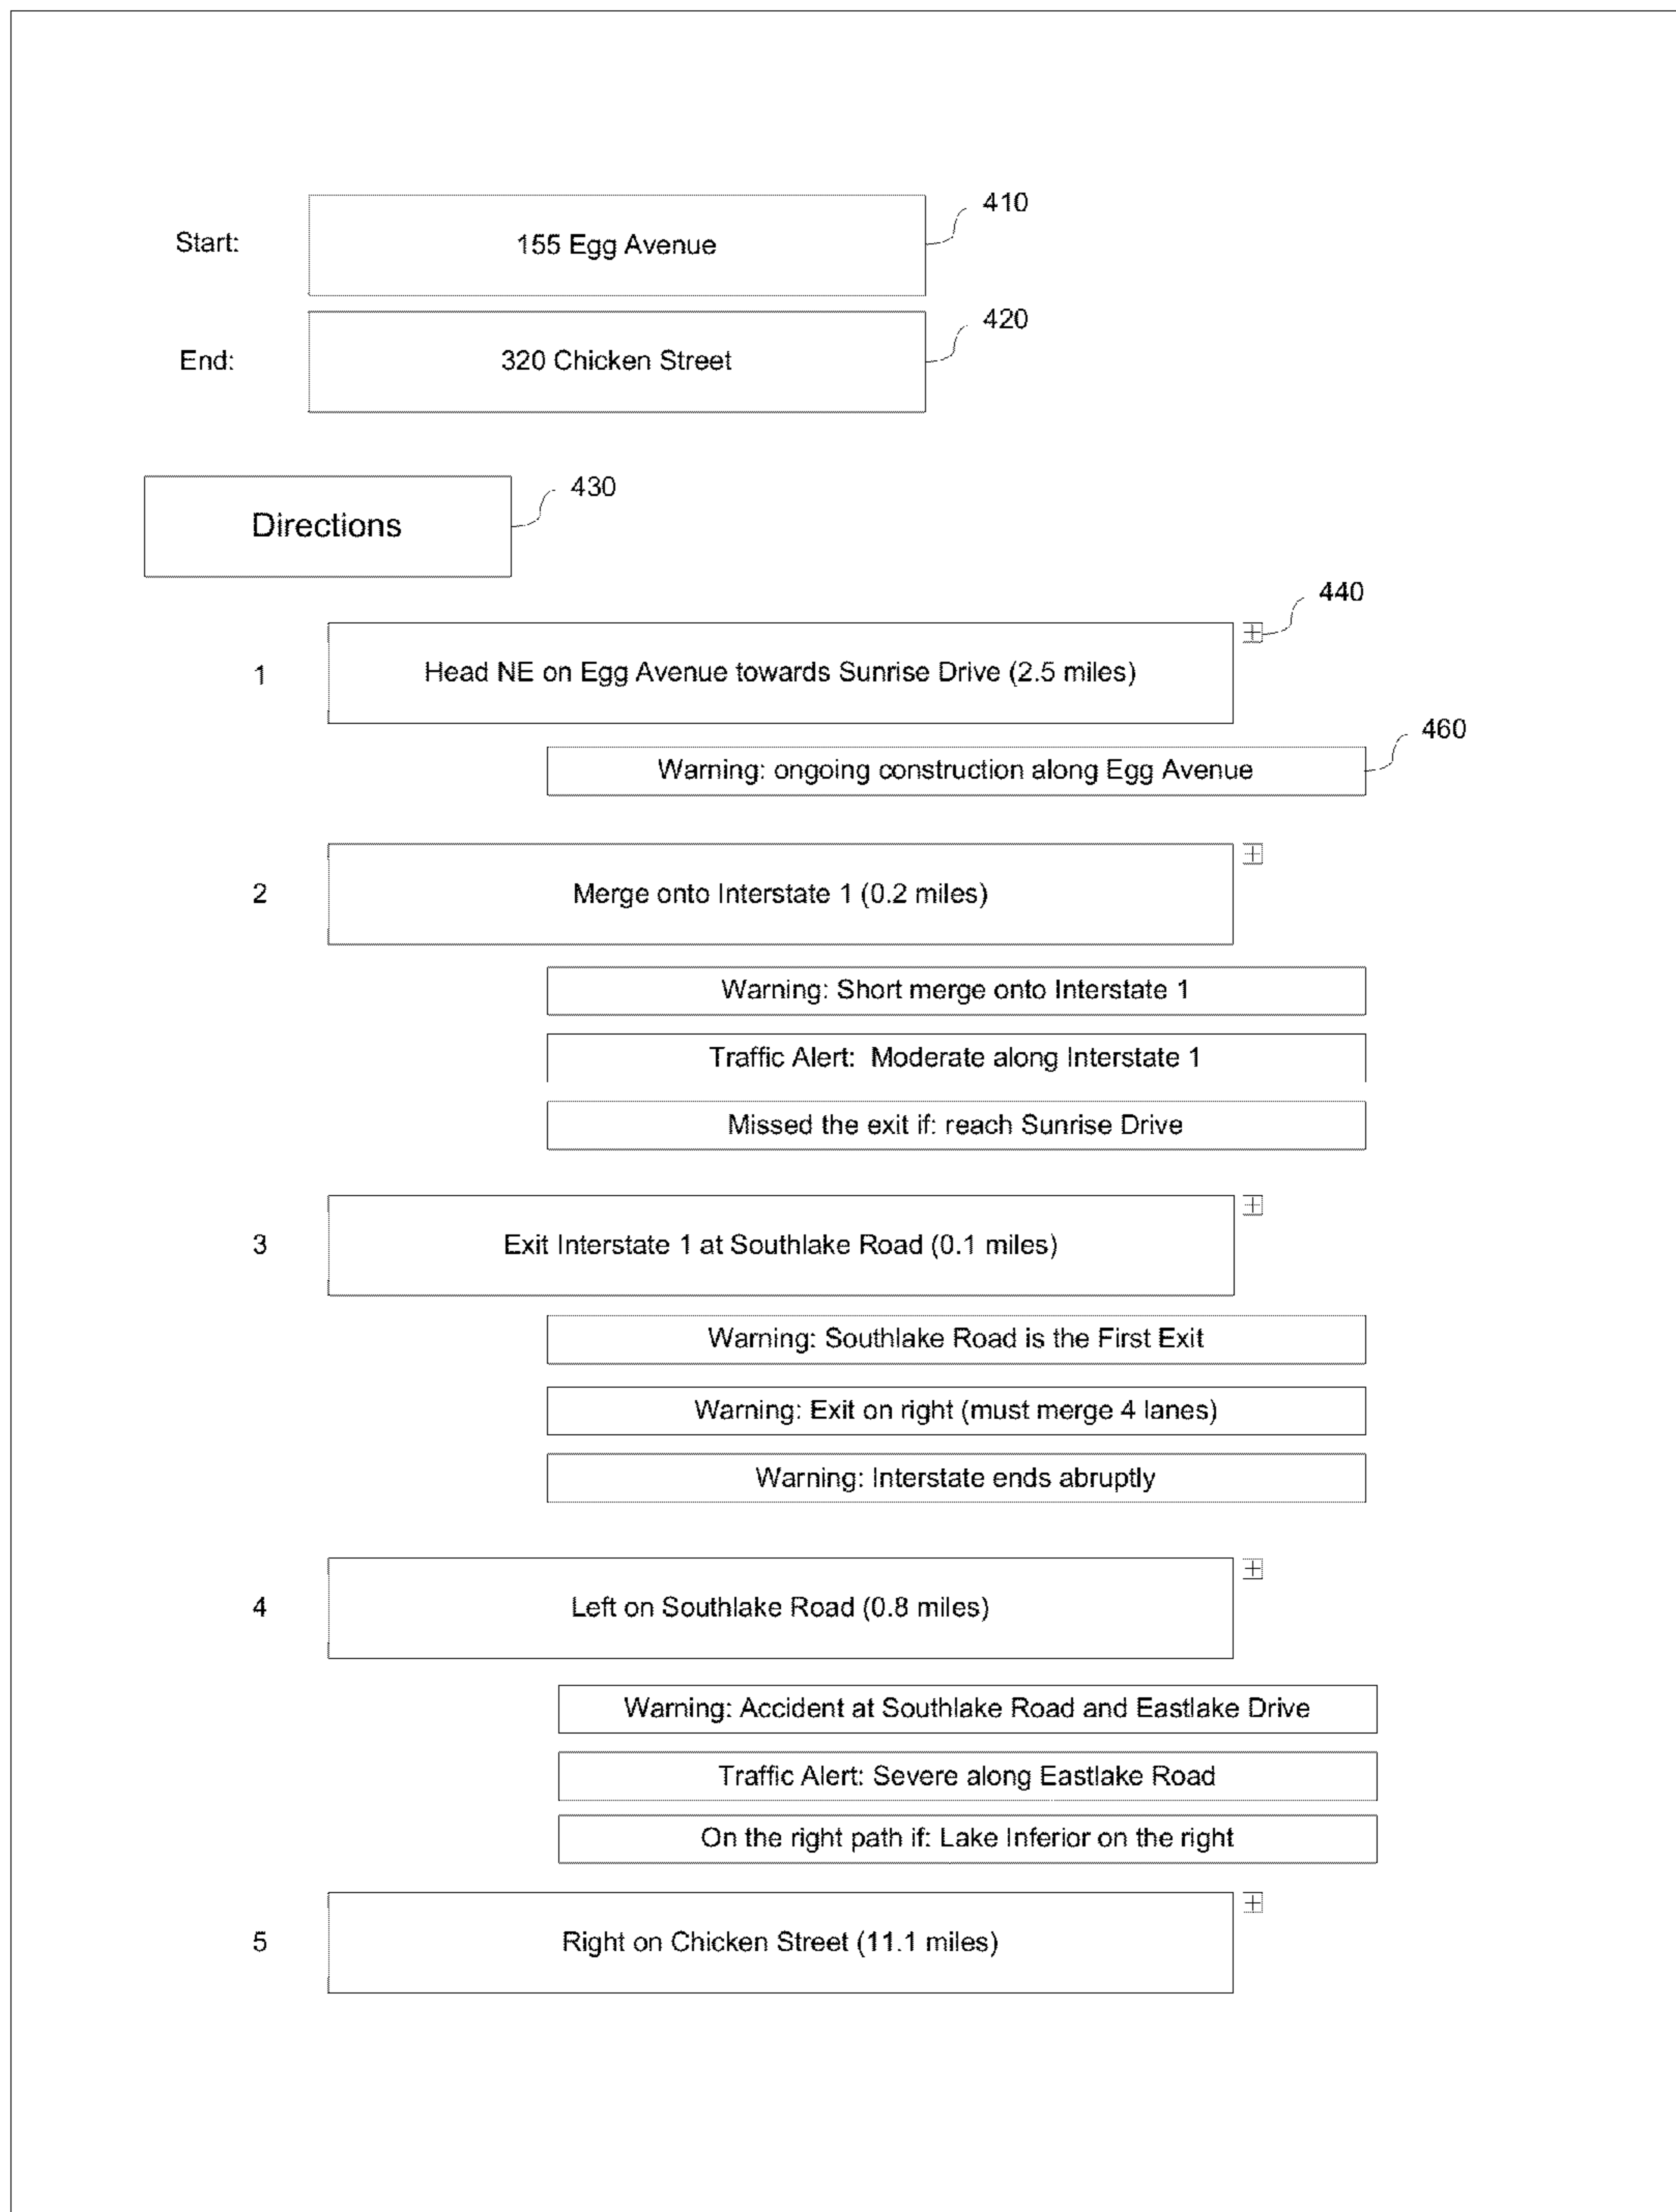 410
Start: 155 Egg Avenue
420
End: 320 Chicken Street
430
Directions
440
1 Head NE on Egg Avenue towards Sunrise Drive (2.5 miles)
460
Warning: ongoing construction along Egg Avenue
2 Merge onto Interstate 1 (0.2 miles)
Warning: Short merge onto Interstate 1
Traffic Alert: Moderate along Interstate 1
Missed the exit if: reach Sunrise Drive
3 Exit Interstate 1 at Southlake Road (0.1 miles)
Warning: Southlake Road is the First Exit
Warning: Exit on right (must merge 4 lanes)
Warning: Interstate ends abruptly
4 Left on Southlake Road (0.8 miles)
Warning: Accident at Southlake Road and Eastlake Drive
Traffic Alert: Severe along Eastlake Road
On the right path if: Lake Inferior on the right
5 Right on Chicken Street (11.1 miles)